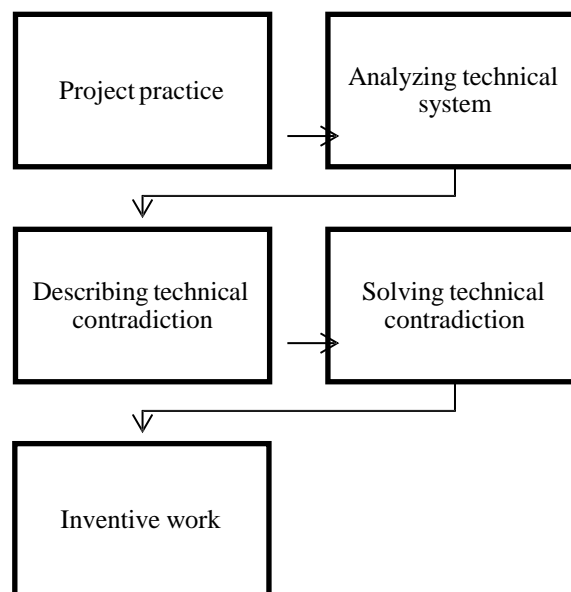 Project practice
Analyzing technical
system
Describing technical
contradiction
Solving technical
contradiction
Inventive work